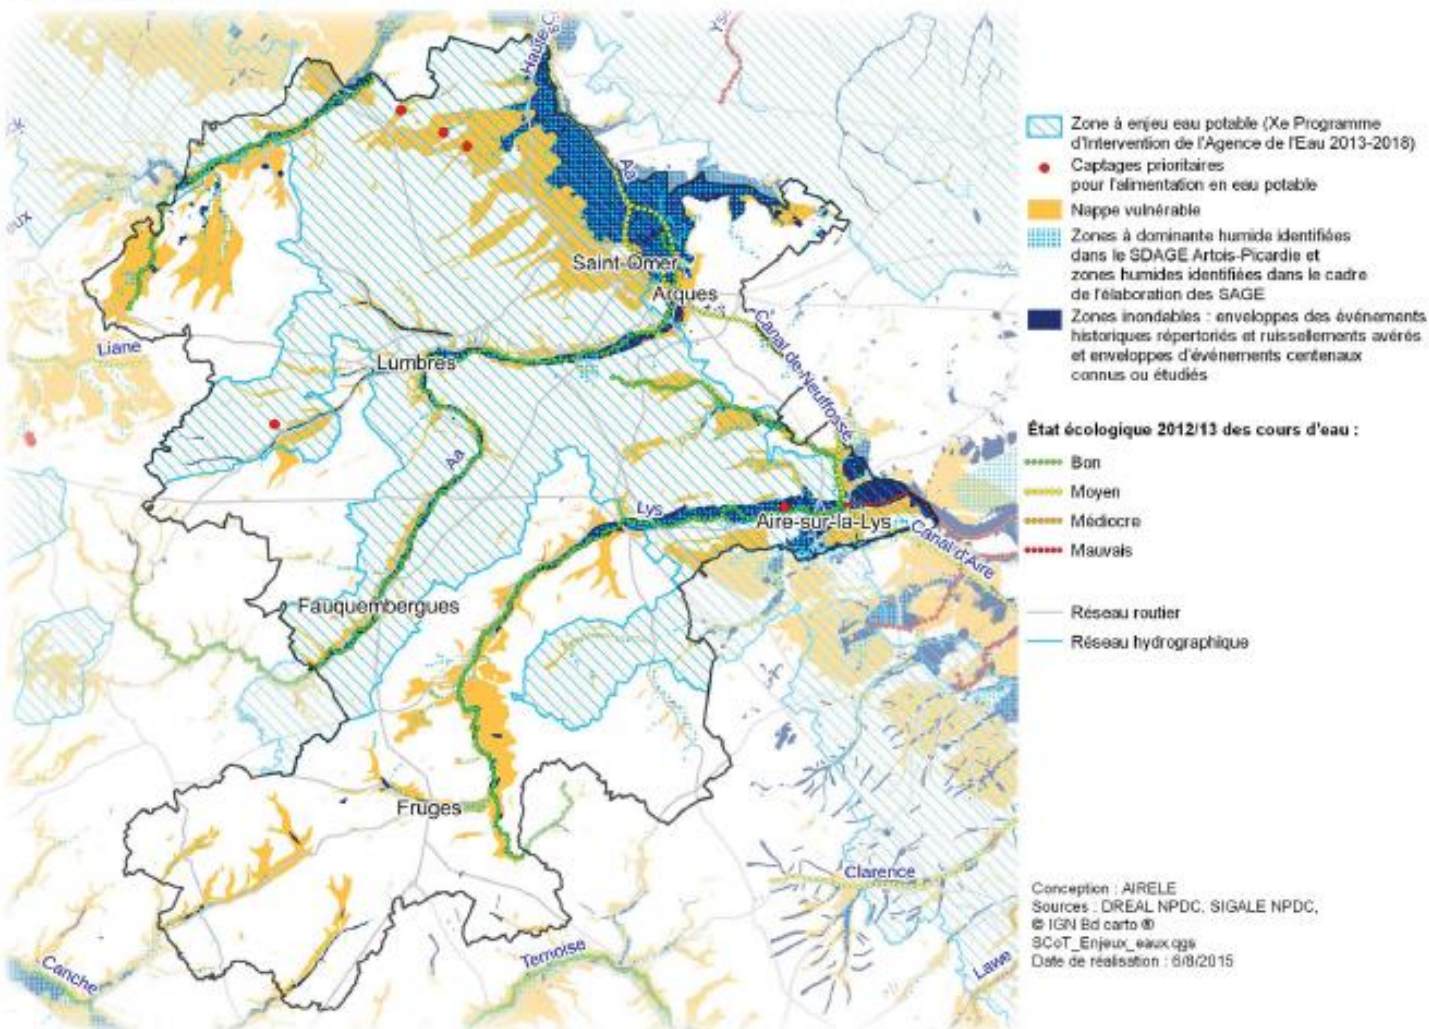 Haute-C
Ys
Aa
Saint-Omer
Arques
Canal de Neuffossé
Liane
Lumbres
Aa
Lys
Aire-sur-la-Lys
Canal d'Aire
Fauquembergues
Fruges
Clarence
Ternoise
Canche
Lawe
Zone à enjeu eau potable (Xe Programme
d'Intervention de l'Agence de l'Eau 2013-2018)
Captages prioritaires
pour l'alimentation en eau potable
Nappe vulnérable
Zones à dominante humide identifiées
dans le SDAGE Artois-Picardie et
zones humides identifiées dans le cadre
de l'élaboration des SAGE
Zones inondables : enveloppes des événements
historiques répertoriés et ruissellements avérés
et enveloppes d'événements centenaux
connus ou étudiés
État écologique 2012/13 des cours d'eau :
Bon
Moyen
Médiocre
Mauvais
Réseau routier
Réseau hydrographique
Conception : AIRELE
Sources : DREAL NPDC, SIGALE NPDC,
© IGN Bd carto ®
SCoT_Enjeux_eaux.qgs
Date de réalisation : 6/8/2015